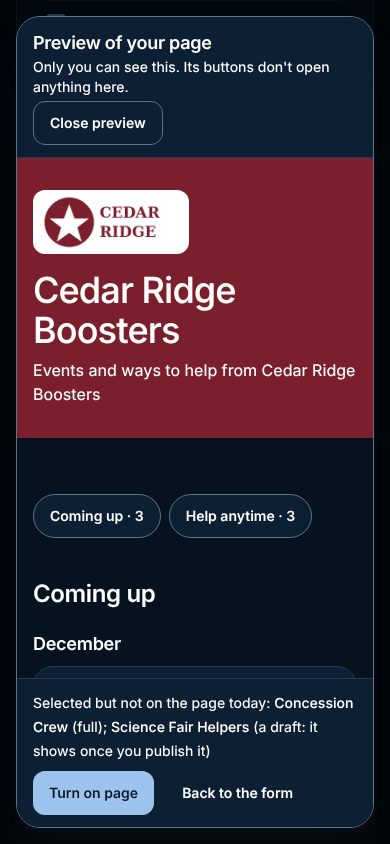 Preview of your page
Only you can see this. Its buttons don't open
anything here.
Close preview
CEDAR
RIDGE
Cedar Ridge
Boosters
Events and ways to help from Cedar Ridge
Boosters
Coming up · 3
Help anytime · 3
Coming up
December
Selected but not on the page today: Concession
Crew (full); Science Fair Helpers (a draft: it
shows once you publish it)
Turn on page
Back to the form